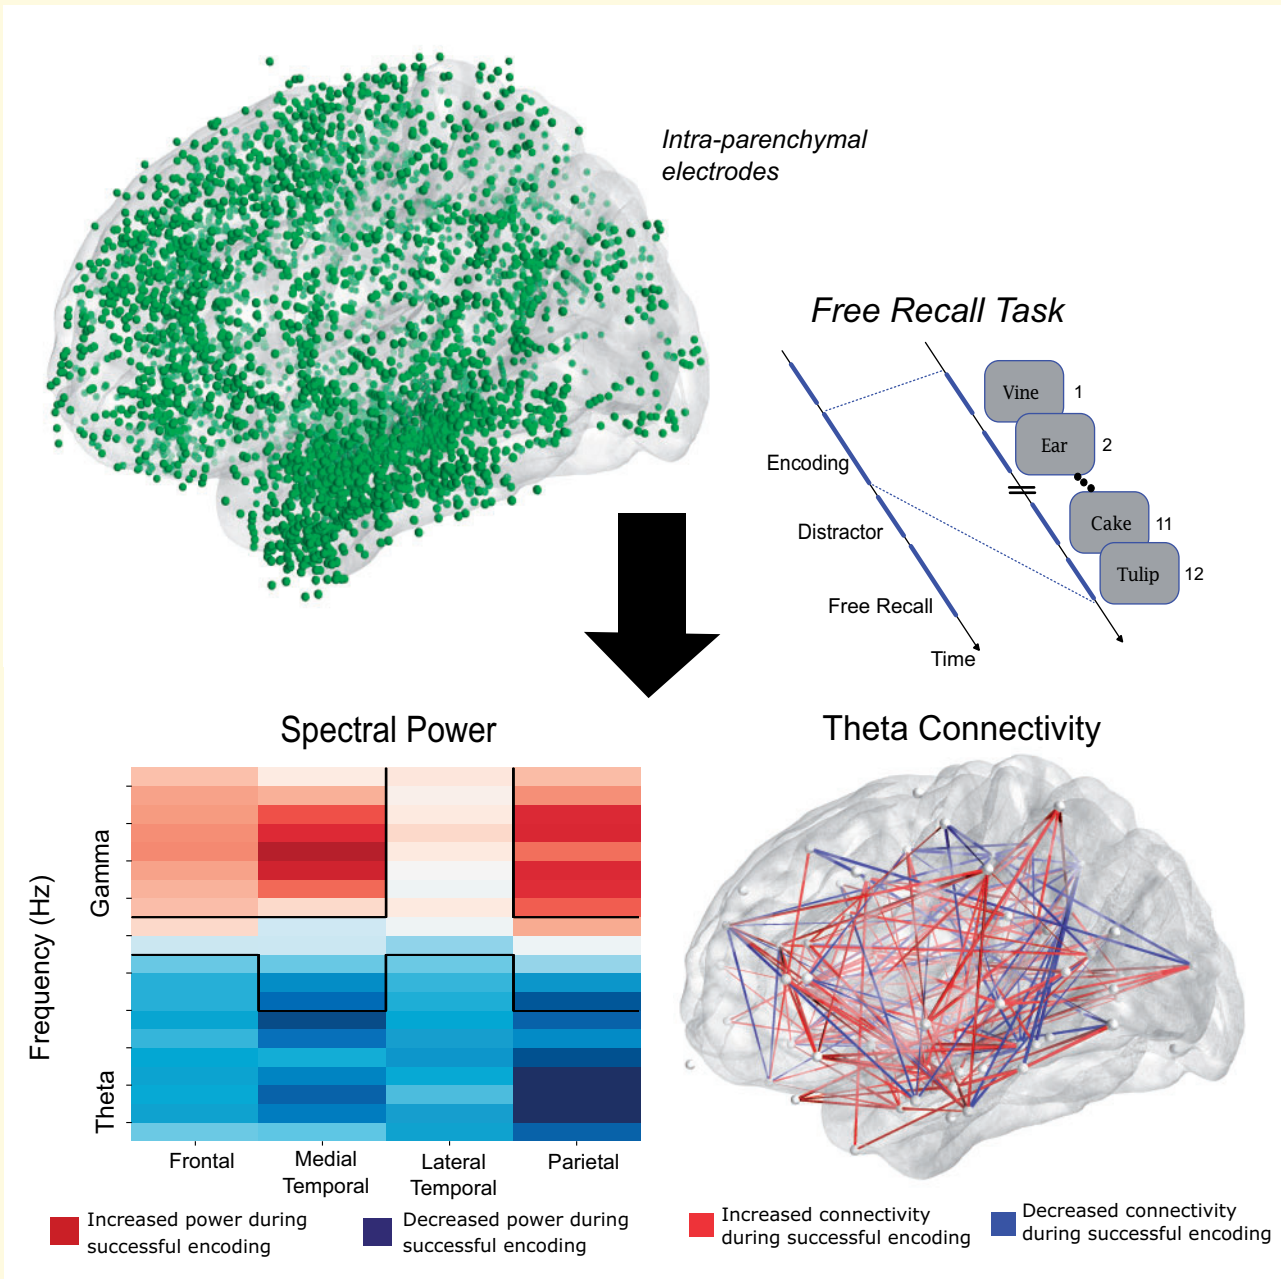 Intra-parenchymal
electrodes
Free Recall Task
Vine
1
Ear
2
Encoding
Cake
11
Distractor
Tulip
12
Free Recall
Time
Spectral Power
Theta Connectivity
Frequency (Hz)
Gamma
Theta
Frontal
Medial
Temporal
Lateral
Temporal
Parietal
Increased power during
successful encoding
Decreased power during
successful encoding
Increased connectivity
during successful encoding
Decreased connectivity
during successful encoding